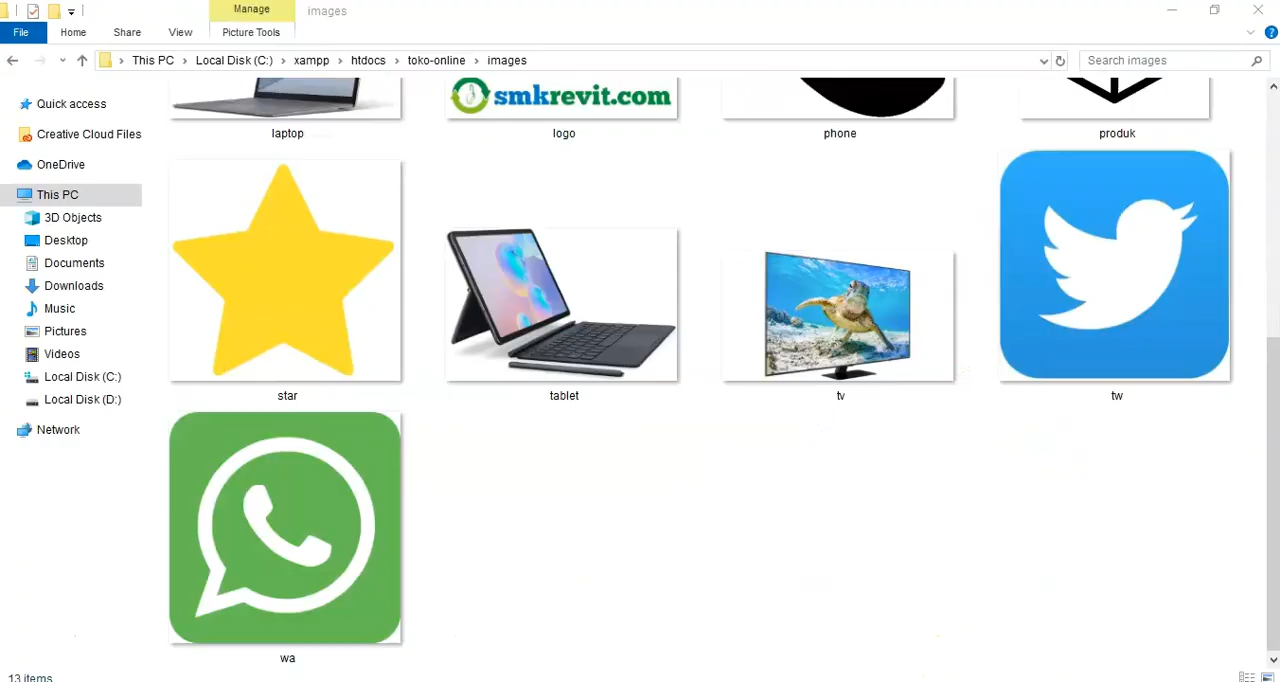 Manage
images
File
Home
Share
View
Picture Tools
This PC
Local Disk (C:)
xampp
htdocs
toko-online
images
Search images
Quick access
Creative Cloud Files
OneDrive
This PC
3D Objects
Desktop
Documents
Downloads
Music
Pictures
Videos
Local Disk (C:)
Local Disk (D:)
Network
smkrevit.com
laptop
logo
phone
produk
star
tablet
tv
tw
wa
13 items